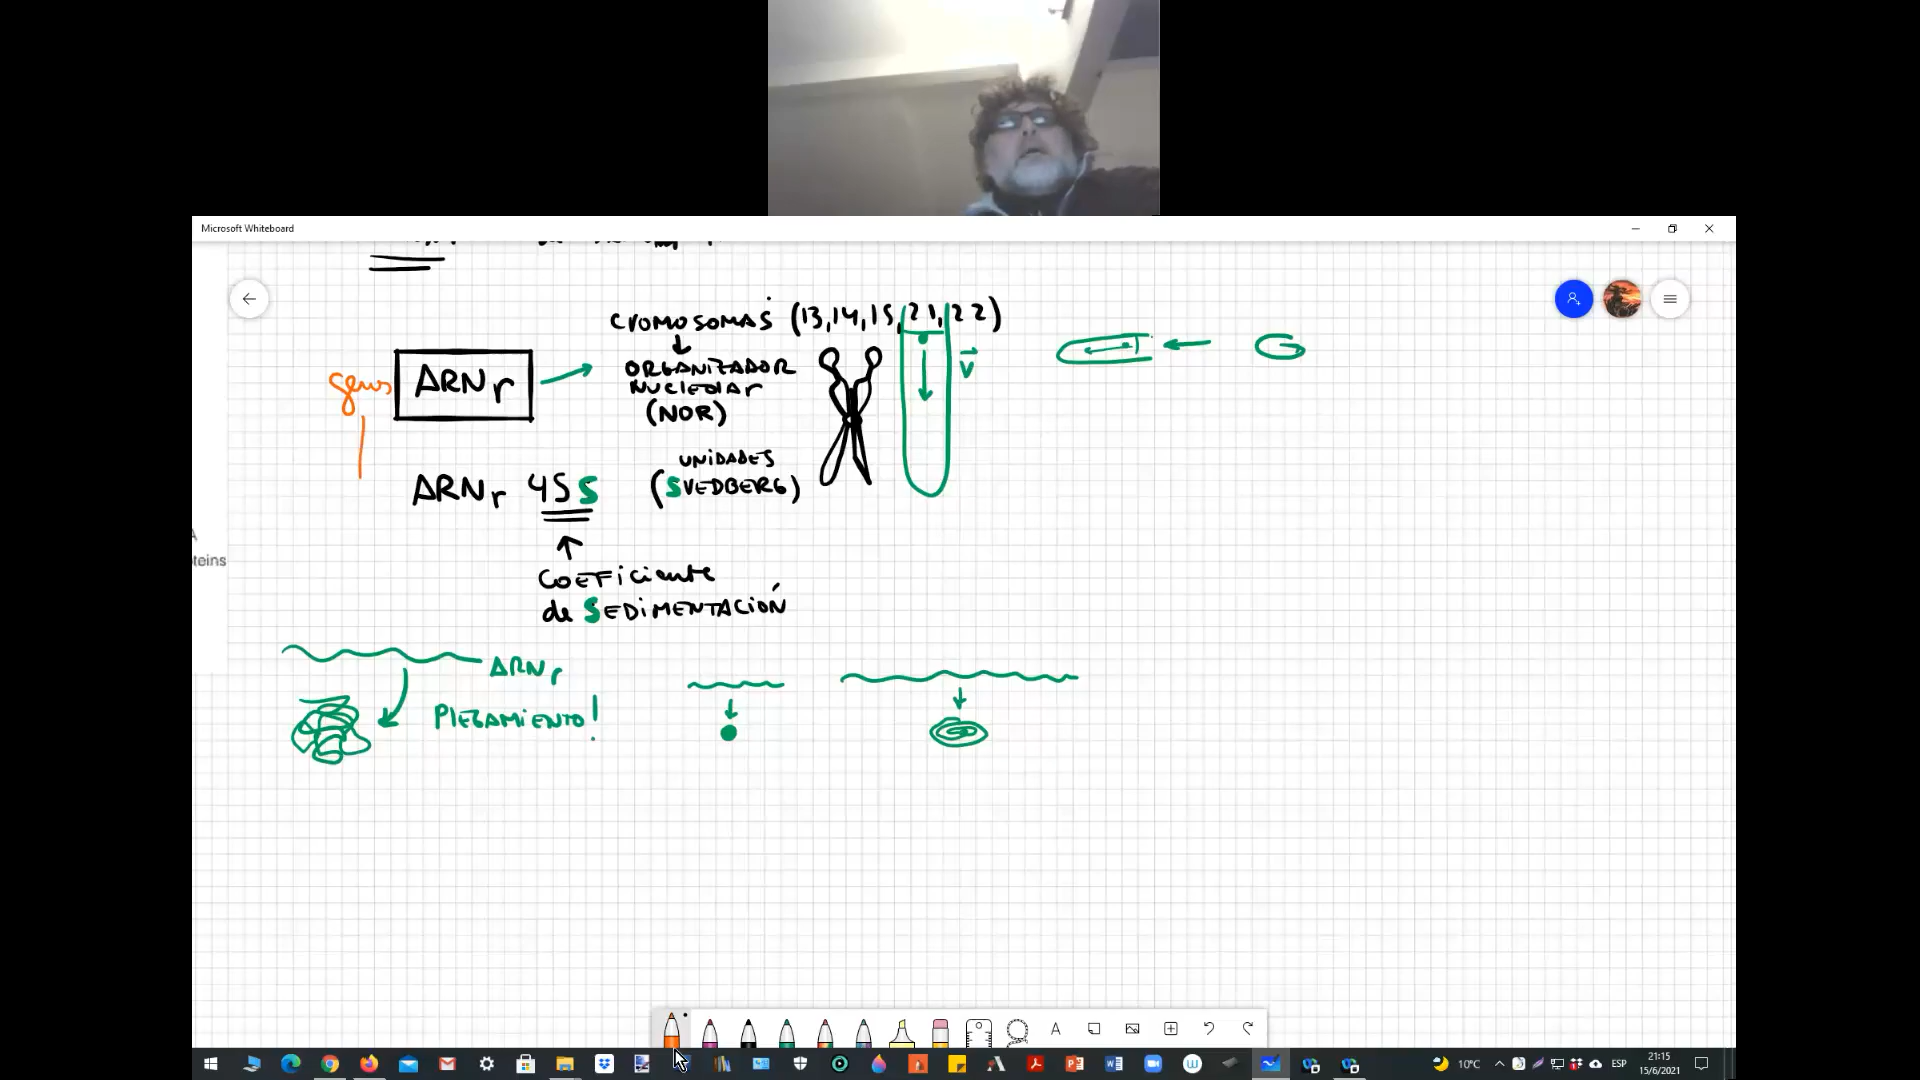 Microsoft Whiteboard
CROMOSOMAS (13,14,15,21,22)
ORGANIZADOR
NUCLEOLAR
(NOR)
genes ARNr
V
G
ARNr 45S
UNIDADES
(SVEDBERG)
COEFICIENTE
de SEDIMENTACIÓN
A
teins
ARNr
PLEGAMIENTO!
A
10°C
ESP
21:15
15/6/2021